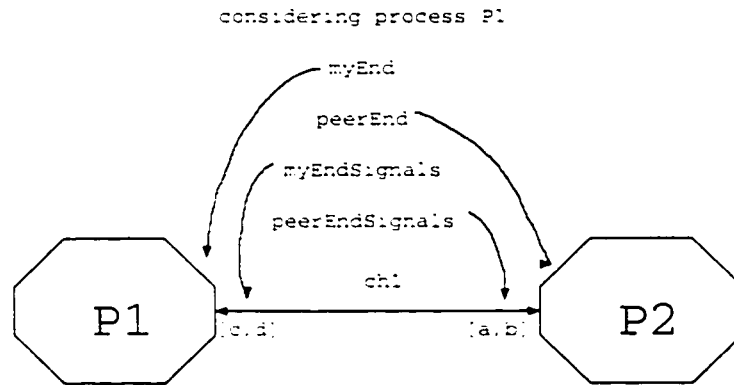 considering process P1
myEnd
peerEnd
myEndSignals
peerEndSignals
ch1
P1
P2
[c,d]
[a,b]